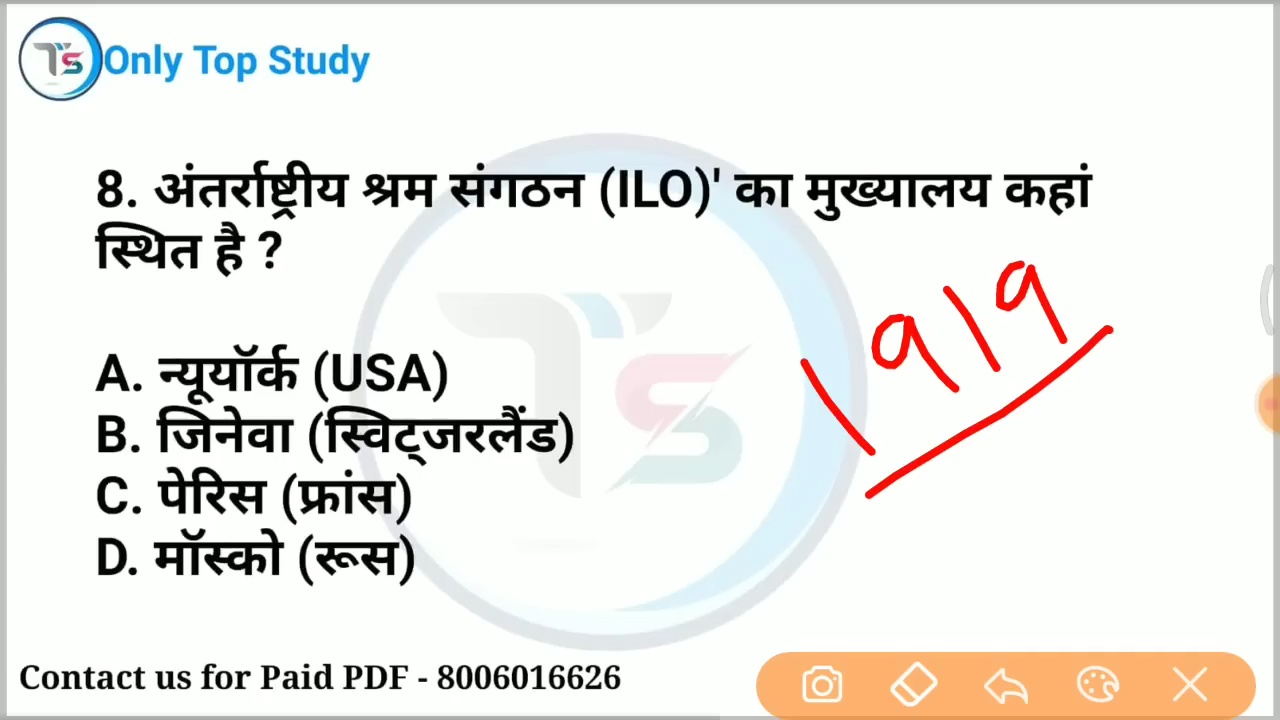 Only Top Study
8. अंतर्राष्ट्रीय श्रम संगठन (ILO)' का मुख्यालय कहां
स्थित है ?
1919
A. न्यूयॉर्क (USA)
B. जिनेवा (स्विट्जरलैंड)
C. पेरिस (फ्रांस)
D. मॉस्को (रूस)
Contact us for Paid PDF - 8006016626